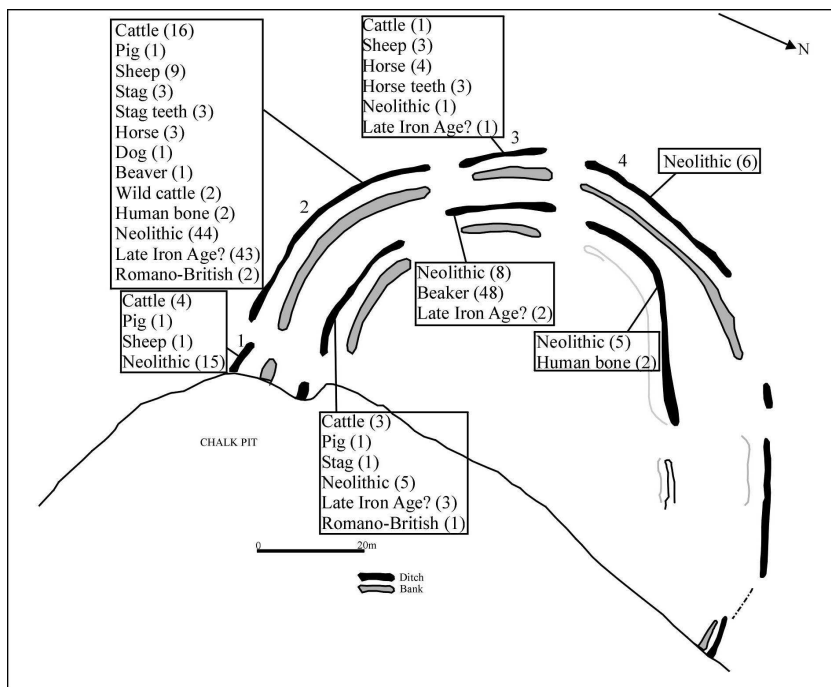 Cattle (16)
Pig (1)
Sheep (9)
Stag (3)
Stag teeth (3)
Horse (3)
Dog (1)
Beaver (1)
Wild cattle (2)
Human bone (2)
Neolithic (44)
Late Iron Age? (43)
Romano-British (2)
Cattle (1)
Sheep (3)
Horse (4)
Horse teeth (3)
Neolithic (1)
Late Iron Age? (1)
N
3
4
Neolithic (6)
2
Neolithic (8)
Beaker (48)
Late Iron Age? (2)
Cattle (4)
Pig (1)
Sheep (1)
Neolithic (15)
1
Neolithic (5)
Human bone (2)
Cattle (3)
Pig (1)
Stag (1)
Neolithic (5)
Late Iron Age? (3)
Romano-British (1)
CHALK PIT
0 20m
Ditch
Bank